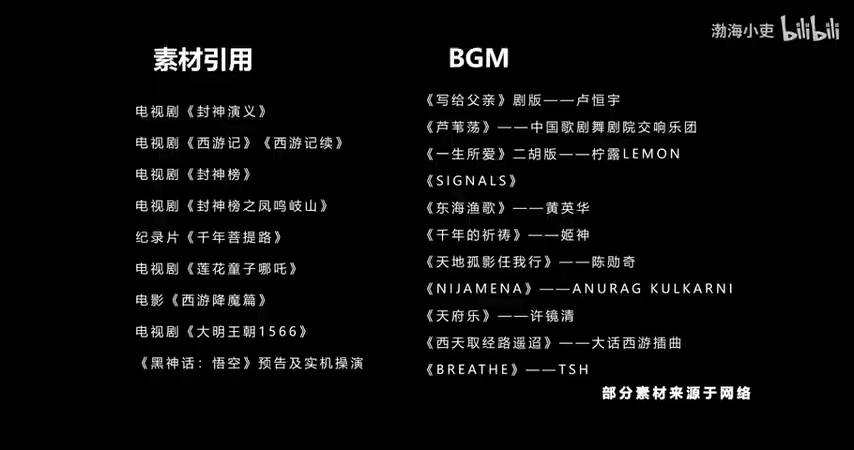 渤海小吏 bilibili
素材引用
电视剧《封神演义》
电视剧《西游记》《西游记续》
电视剧《封神榜》
电视剧《封神榜之凤鸣岐山》
纪录片《千年菩提路》
电视剧《莲花童子哪吒》
电影《西游降魔篇》
电视剧《大明王朝1566》
《黑神话：悟空》预告及实机操演
BGM
《写给父亲》剧版——卢恒宇
《芦苇荡》——中国歌剧舞剧院交响乐团
《一生所爱》二胡版——柠露LEMON
《SIGNALS》
《东海渔歌》——黄英华
《千年的祈祷》——姬神
《天地孤影任我行》——陈勋奇
《NIJAMENA》——ANURAG KULKARNI
《天府乐》——许镜清
《西天取经路遥迢》——大话西游插曲
《BREATHE》——TSH
部分素材来源于网络